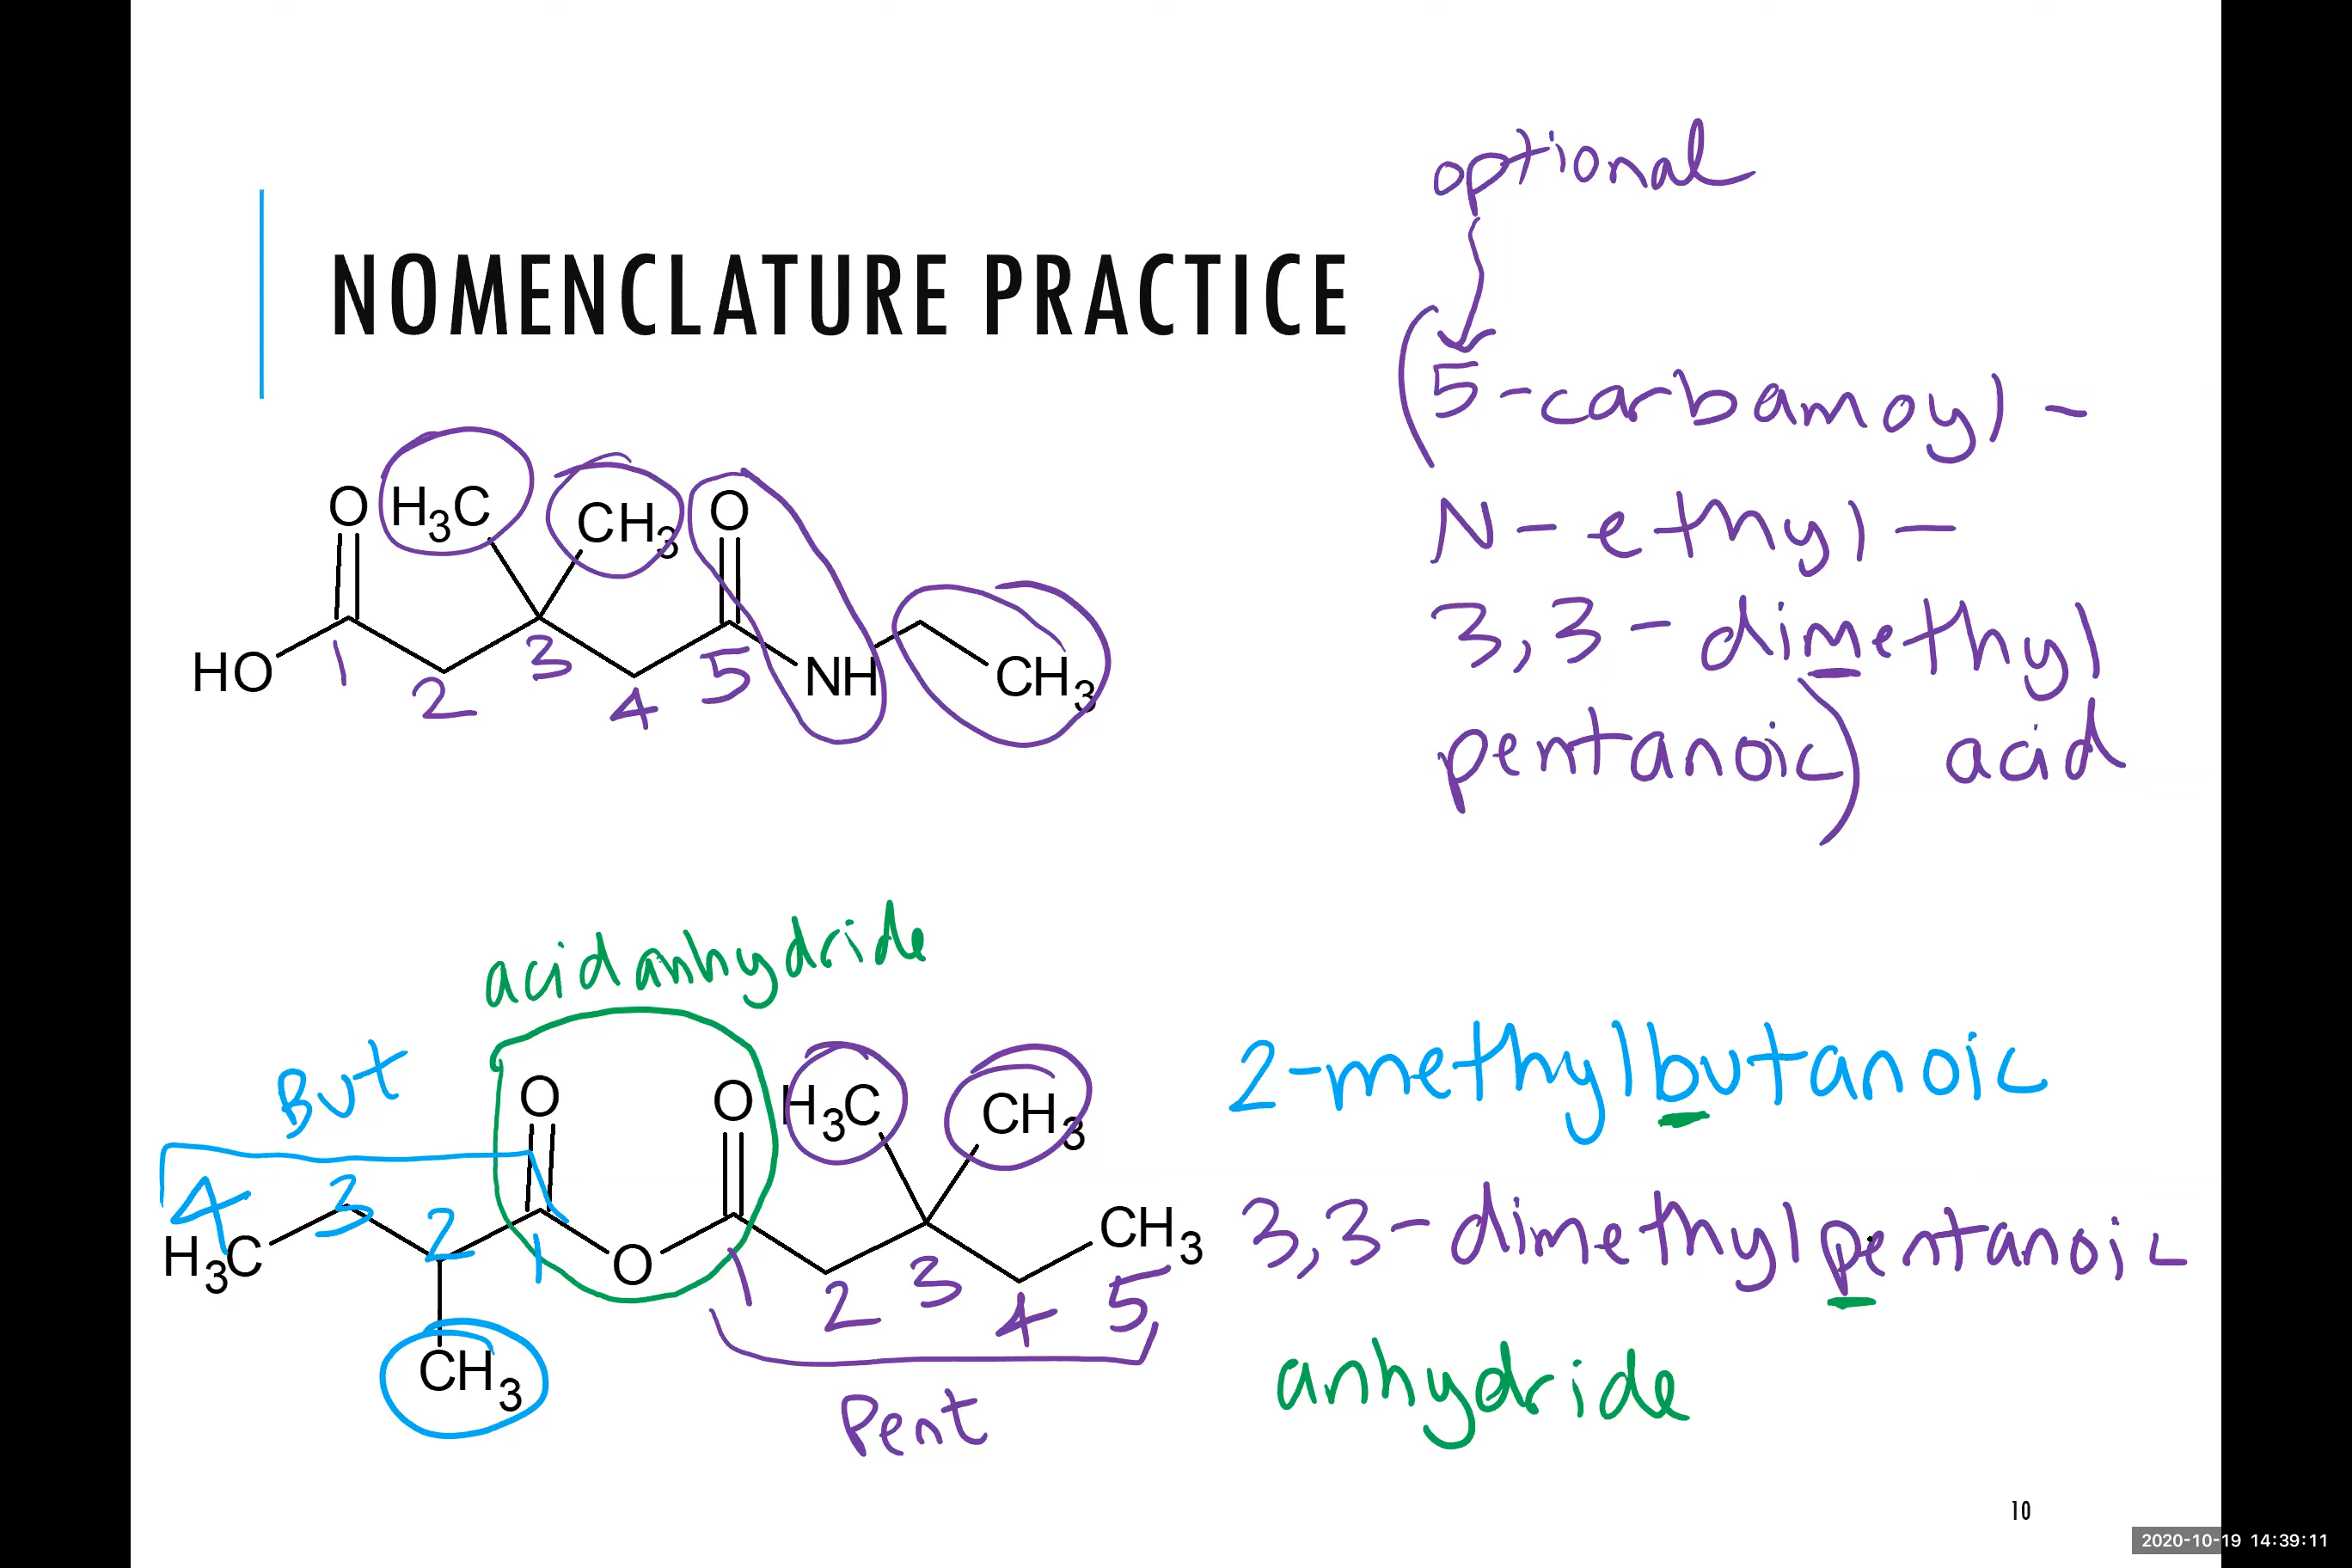 optional
NOMENCLATURE PRACTICE
(5-carbamoyl-
N-ethyl-
3,3-dimethyl
pentanoic) acid
O H3C CH3 O
HO NH CH3
1 2 3 4 5
acid anhydride
But
O O H3C CH3
H3C O CH3
CH3
4 3 2 1
1 2 3 4 5
Pent
2-methylbutanoic
3,3-dimethylpentanoic
anhydride
10
2020-10-19 14:39:11